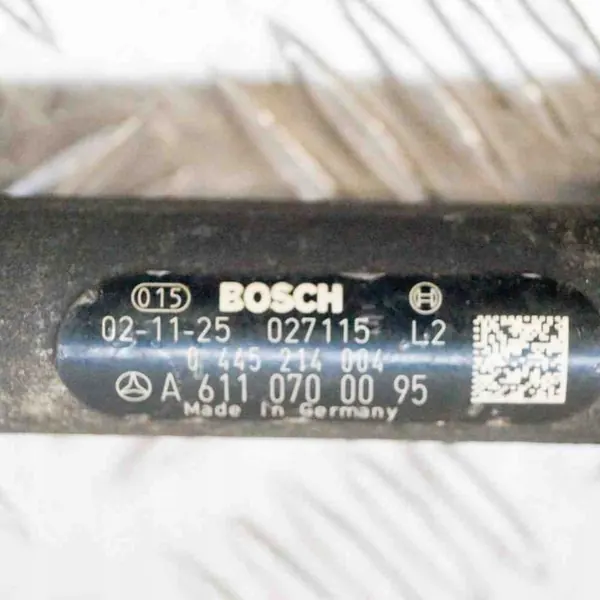 015 BOSCH
02-11-25 027115 L2
0 445 214 004
A 611 070 00 95
Made In Germany